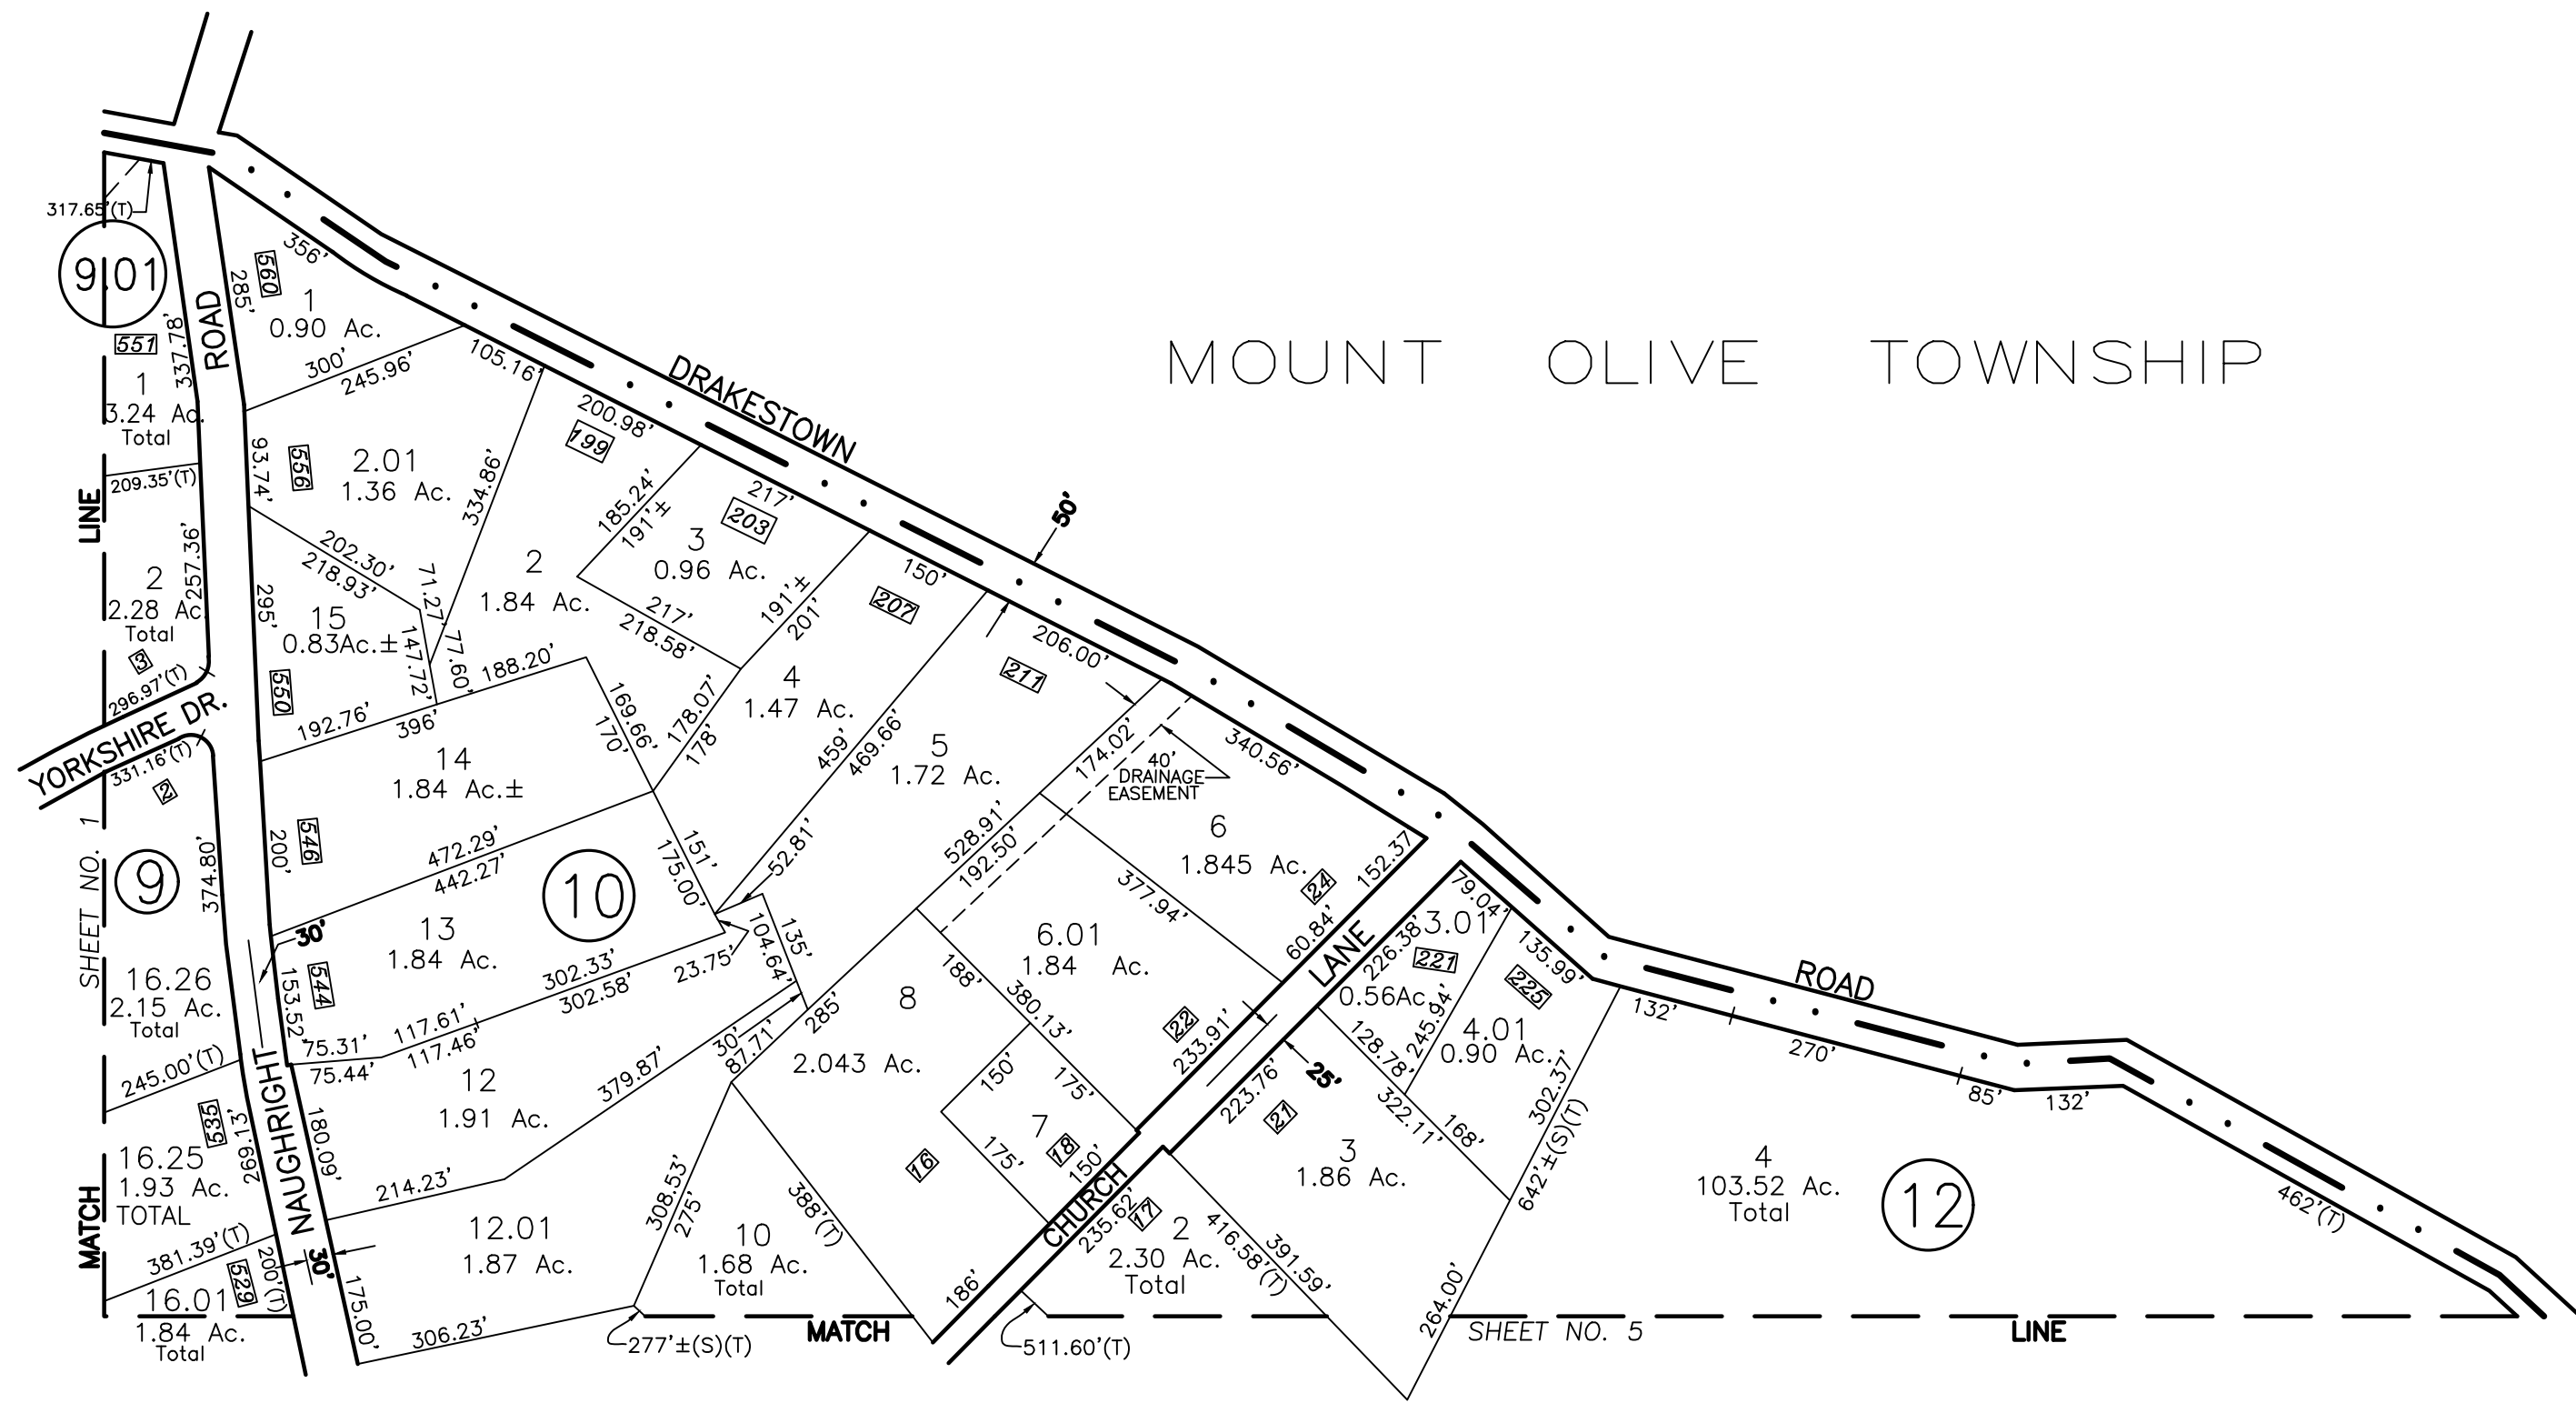 MOUNT OLIVE TOWNSHIP
317.65'(T)
9.01
551
1
3.24 Ac.
Total
337.78'
ROAD
209.35'(T)
LINE
2
2.28 Ac.
Total
257.36'
3
296.97'(T)
YORKSHIRE DR.
331.16'(T)
2
SHEET NO. 1
9
374.80'
16.26
2.15 Ac.
Total
245.00'(T)
535
269.13'
16.25
1.93 Ac.
TOTAL
MATCH
381.39'(T)
200'(T)
529
16.01
1.84 Ac.
Total
NAUGHRIGHT
30'
30'
356'
560
285'
1
0.90 Ac.
300'
245.96'
105.16'
DRAKESTOWN
200.98'
199
93.74'
556
2.01
1.36 Ac.
334.86'
202.30'
218.93'
71.27'
295'
15
0.83Ac.±
147.72'
77.60'
550
192.76'
396'
188.20'
2
1.84 Ac.
185.24'
191'±
217'
203
3
0.96 Ac.
217'
218.58'
191'±
201'
150'
207
50'
4
1.47 Ac.
178.07'
178'
169.66'
170'
14
1.84 Ac.±
546
200'
472.29'
442.27'
151'
175.00'
10
13
1.84 Ac.
544
153.52'
302.33'
302.58'
23.75'
117.61'
117.46'
75.31'
75.44'
12
1.91 Ac.
180.09'
379.87'
30'
87.71'
104.64'
135'
52.81'
459'
469.66'
5
1.72 Ac.
206.00'
211
174.02'
528.91'
192.50'
40'
DRAINAGE
EASEMENT
340.56'
6
1.845 Ac.
152.37
24
377.94'
60.84'
6.01
1.84 Ac.
188'
380.13'
285'
8
2.043 Ac.
22
233.91'
150'
175'
7
18
150'
175'
16
214.23'
12.01
1.87 Ac.
175.00'
306.23'
308.53'
275'
10
1.68 Ac.
Total
388'(T)
186'
277'±(S)(T)
MATCH
CHURCH
LANE
235.62'
17
2
2.30 Ac.
Total
511.60'(T)
416.58'(T)
391.59'
25'
223.76'
21
3
1.86 Ac.
79.04'
3.01
226.38'
221
0.56Ac.
128.78'
245.94'
135.99'
225
4.01
0.90 Ac.
322.11'
168'
302.37'
642'±(S)(T)
264.00'
132'
ROAD
270'
85'
132'
462'(T)
4
103.52 Ac.
Total
12
SHEET NO. 5
LINE